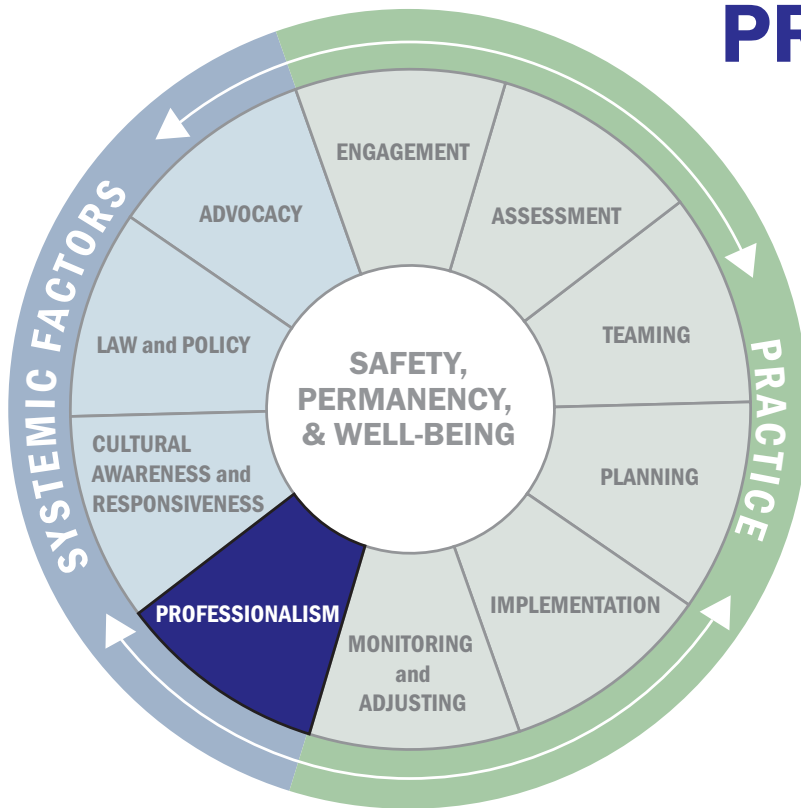 PR
ENGAGEMENT
ASSESSMENT
TEAMING
PLANNING
IMPLEMENTATION
MONITORING
and
ADJUSTING
PROFESSIONALISM
CULTURAL
AWARENESS and
RESPONSIVENESS
LAW and POLICY
ADVOCACY
SAFETY,
PERMANENCY,
& WELL-BEING
SYSTEMIC FACTORS
PRACTICE